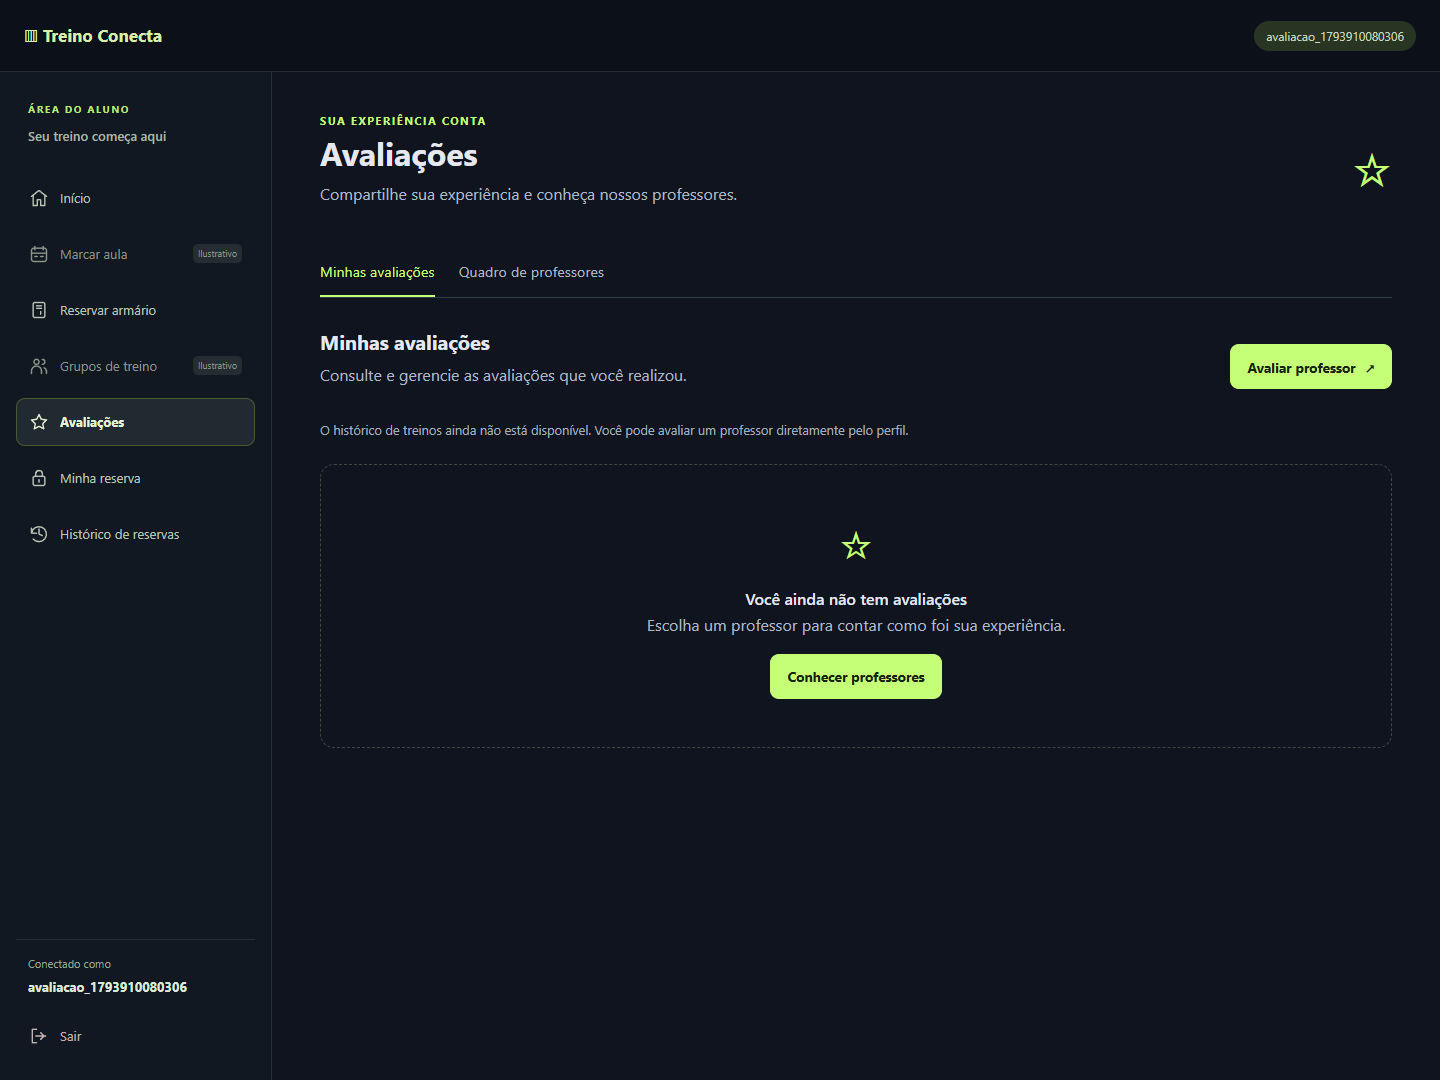 Treino Conecta
avaliacao_1793910080306
ÁREA DO ALUNO
Seu treino começa aqui
Início
Marcar aula
Ilustrativo
Reservar armário
Grupos de treino
Ilustrativo
Avaliações
Minha reserva
Histórico de reservas
Conectado como
avaliacao_1793910080306
Sair
SUA EXPERIÊNCIA CONTA
Avaliações
Compartilhe sua experiência e conheça nossos professores.
Minhas avaliações
Quadro de professores
Minhas avaliações
Consulte e gerencie as avaliações que você realizou.
Avaliar professor ↗
O histórico de treinos ainda não está disponível. Você pode avaliar um professor diretamente pelo perfil.
Você ainda não tem avaliações
Escolha um professor para contar como foi sua experiência.
Conhecer professores